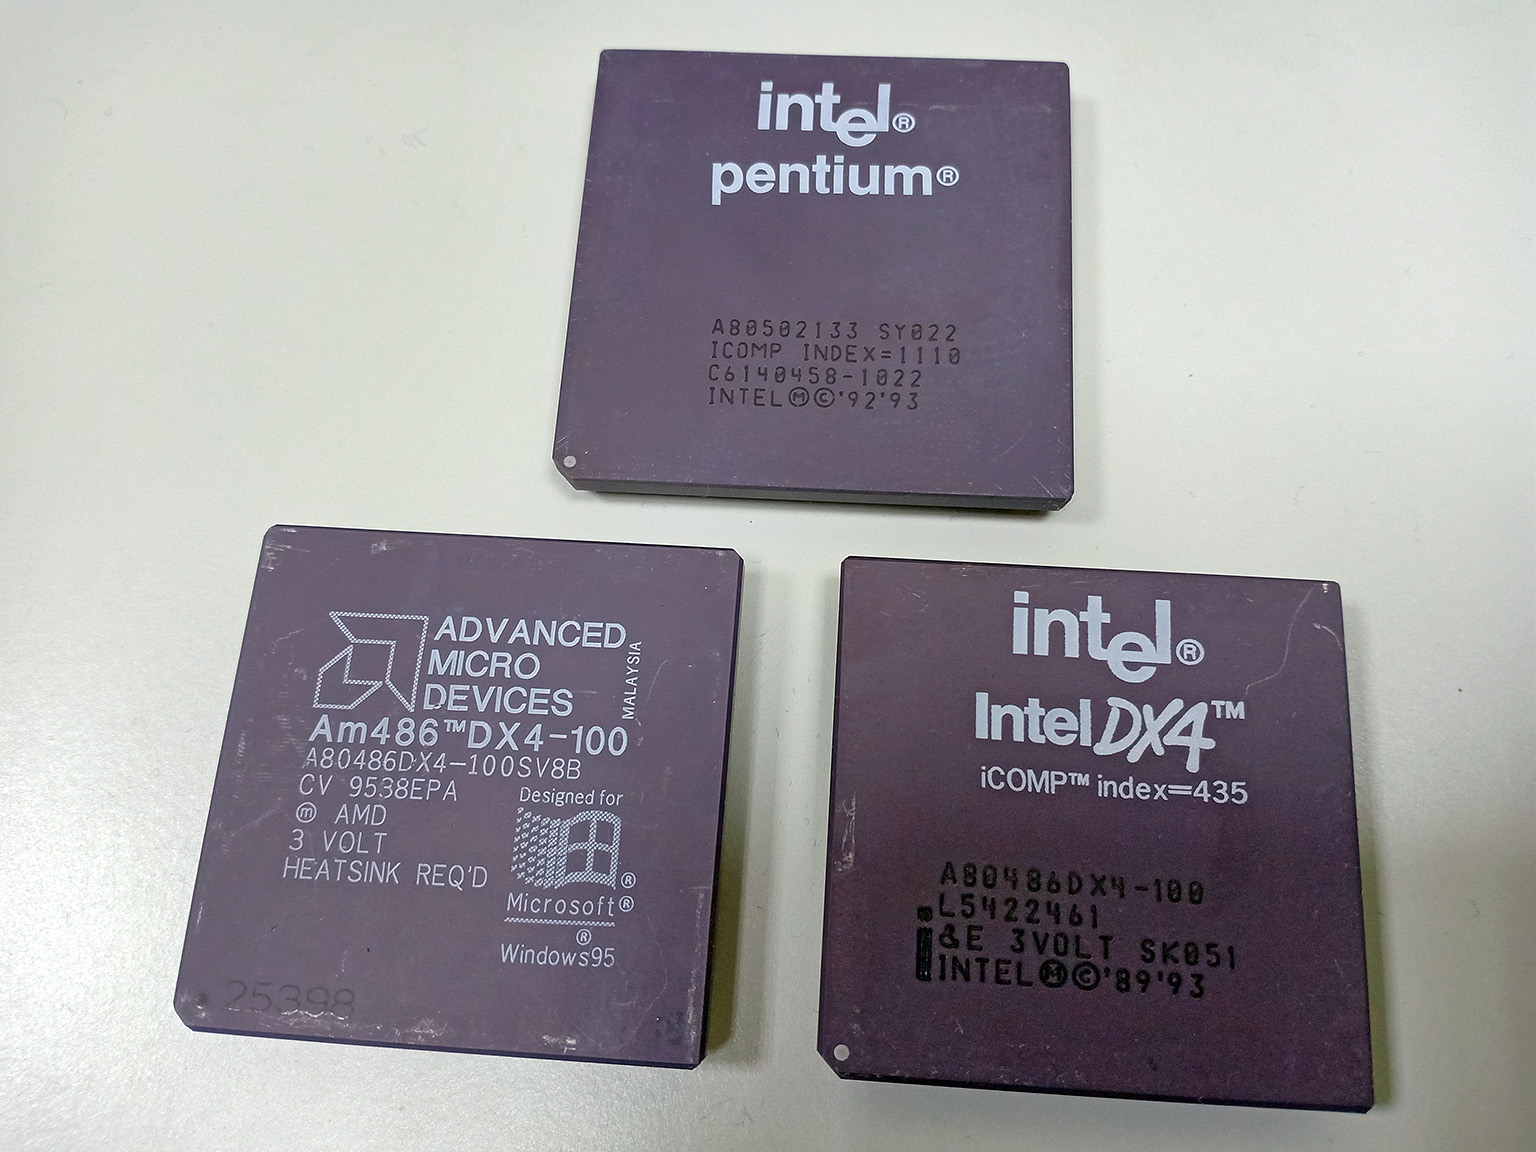 intel®
pentium®
A80502133 SY022
ICOMP INDEX=1110
C6140458-1022
INTEL Ⓜ © '92 '93
ADVANCED
MICRO
DEVICES
MALAYSIA
Am486™DX4-100
A80486DX4-100SV8B
CV 9538EPA
ⓜ AMD
3 VOLT
HEATSINK REQ'D
Designed for
®
Microsoft®
®
Windows95
25398
intel®
IntelDX4™
iCOMP™ index=435
A80486DX4-100
L5422461
&E 3VOLT SK051
INTEL Ⓜ © '89 '93